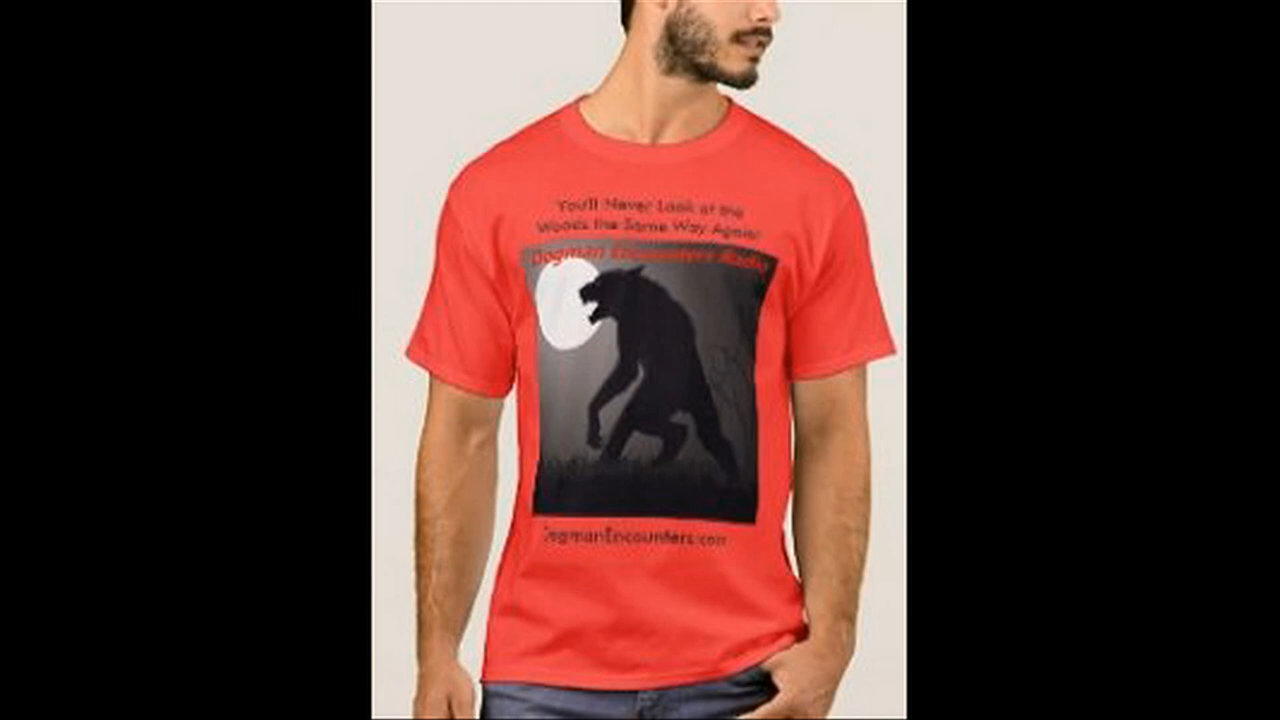 You'll Never Look at the
Woods the Same Way Again!
Dogman Encounters Radio
DogmanEncounters.com